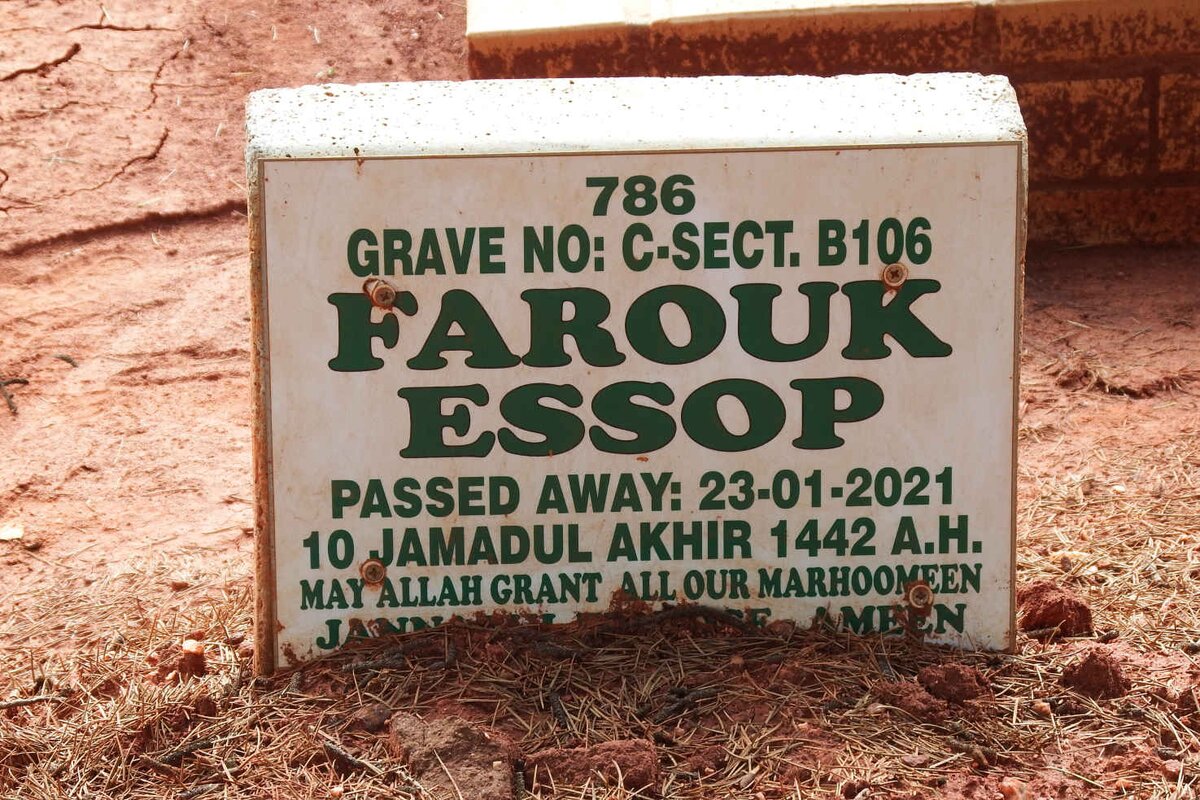 786
GRAVE NO: C-SECT. B106
FAROUK
ESSOP
PASSED AWAY: 23-01-2021
10 JAMADUL AKHIR 1442 A.H.
MAY ALLAH GRANT ALL OUR MARHOOMEEN
AMEEN